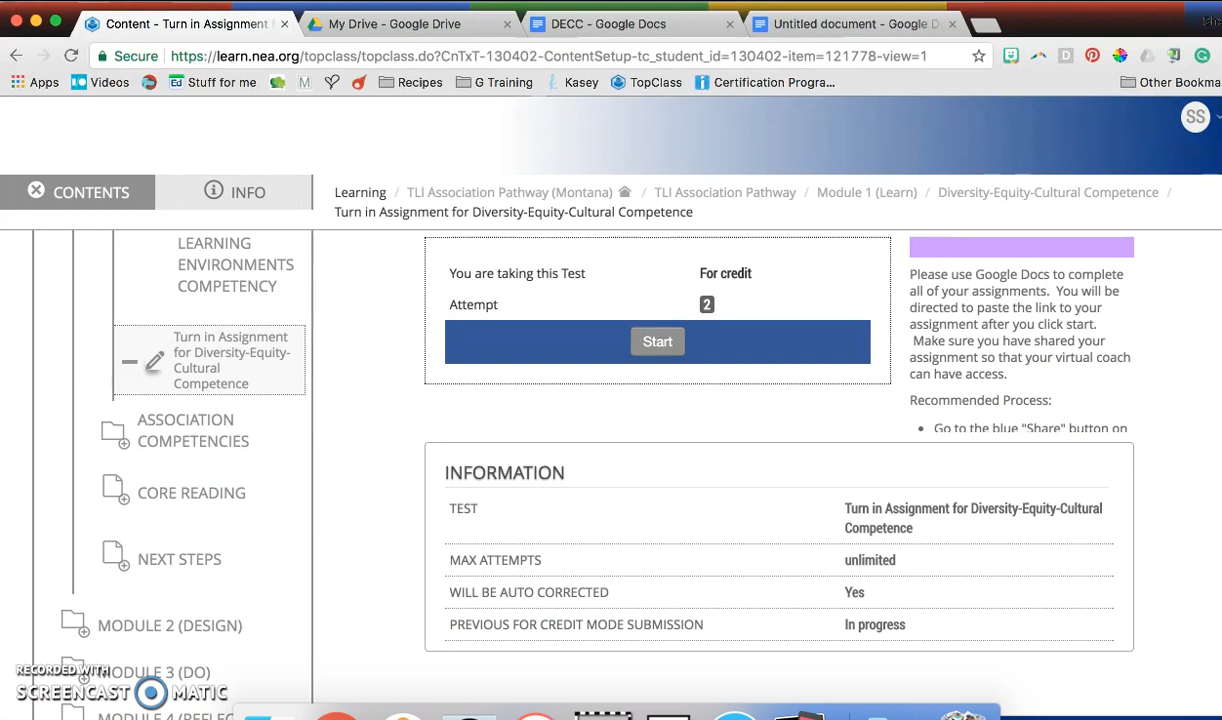 Content - Turn in Assignment
My Drive - Google Drive
DECC - Google Docs
Untitled document - Google D
Secure
https://learn.nea.org/topclass/topclass.do?CnTxT-130402-ContentSetup-tc_student_id=130402-item=121778-view=1
Apps
Videos
Stuff for me
Recipes
G Training
Kasey
TopClass
Certification Progra...
Other Bookma
SS
CONTENTS
INFO
Learning / TLI Association Pathway (Montana) / TLI Association Pathway / Module 1 (Learn) / Diversity-Equity-Cultural Competence /
Turn in Assignment for Diversity-Equity-Cultural Competence
LEARNING
ENVIRONMENTS
COMPETENCY
Turn in Assignment
for Diversity-Equity-
Cultural
Competence
ASSOCIATION
COMPETENCIES
CORE READING
NEXT STEPS
MODULE 2 (DESIGN)
MODULE 3 (DO)
MODULE 4 (REFLEC
You are taking this Test For credit
Attempt 2
Start
Please use Google Docs to complete
all of your assignments. You will be
directed to paste the link to your
assignment after you click start.
Make sure you have shared your
assignment so that your virtual coach
can have access.
Recommended Process:
• Go to the blue "Share" button on
INFORMATION
TEST Turn in Assignment for Diversity-Equity-Cultural
Competence
MAX ATTEMPTS unlimited
WILL BE AUTO CORRECTED Yes
PREVIOUS FOR CREDIT MODE SUBMISSION In progress
RECORDED WITH
SCREENCAST MATIC